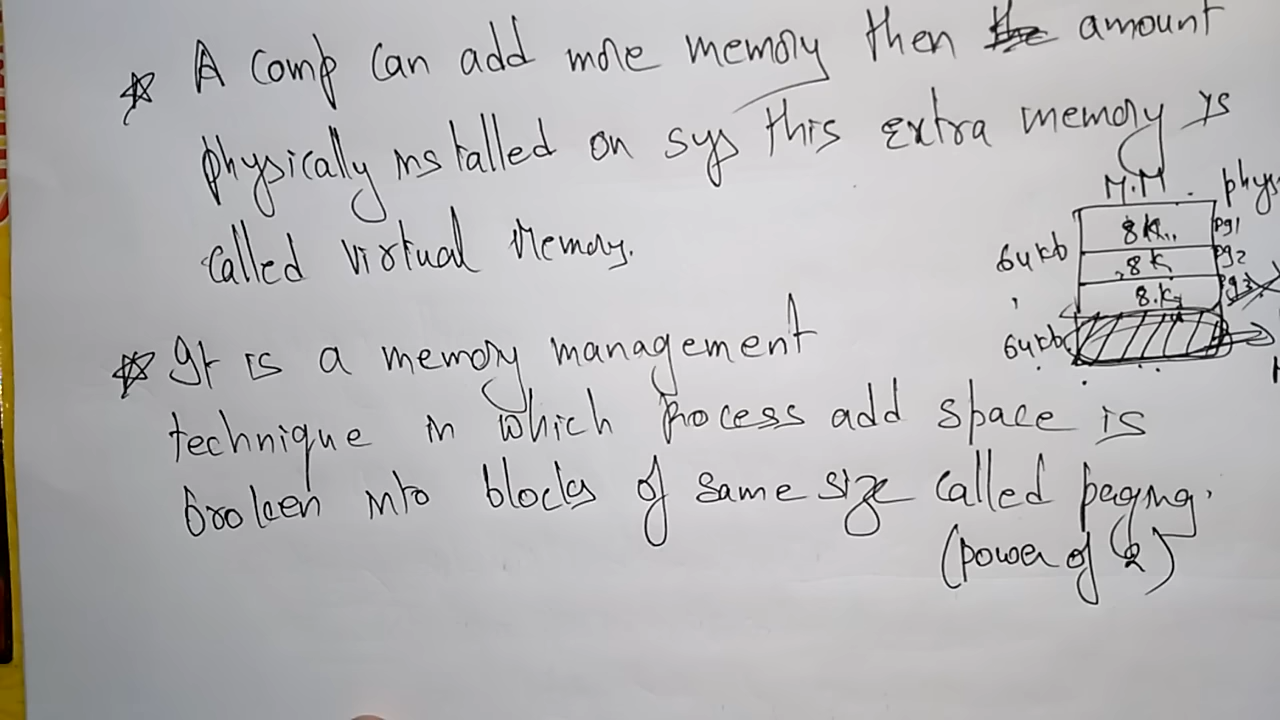 A comp can add more memory then the amount
physically installed on sys this extra memory is
called virtual Memory.
M.M phys
64kb 8K pg1
8K pg2
8.K pg3
64kb
It is a memory management
technique in which process add space is
broken into blocks of same size called paging.
(power of 2)